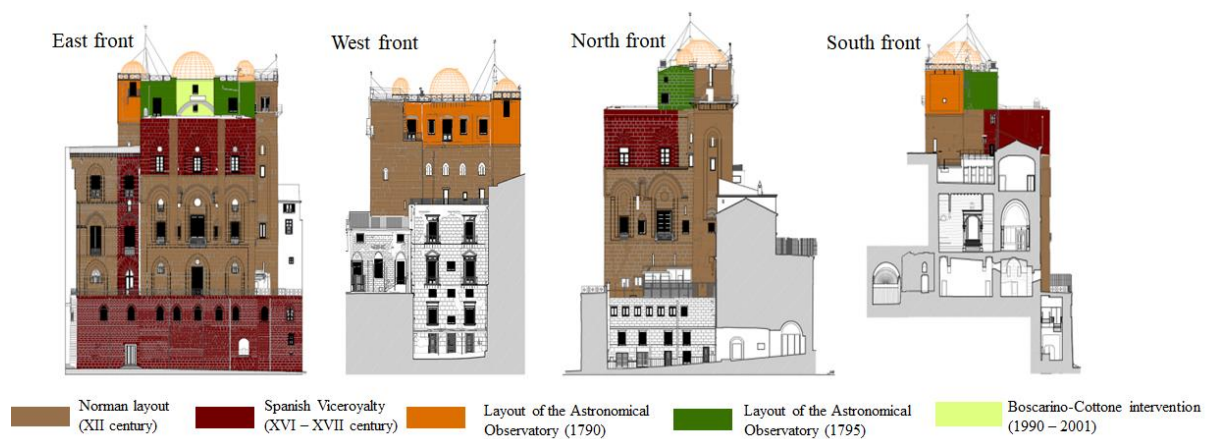 East front
West front
North front
South front
Norman layout
(XII century)
Spanish Viceroyalty
(XVI – XVII century)
Layout of the Astronomical
Observatory (1790)
Layout of the Astronomical
Observatory (1795)
Boscarino-Cottone intervention
(1990 – 2001)